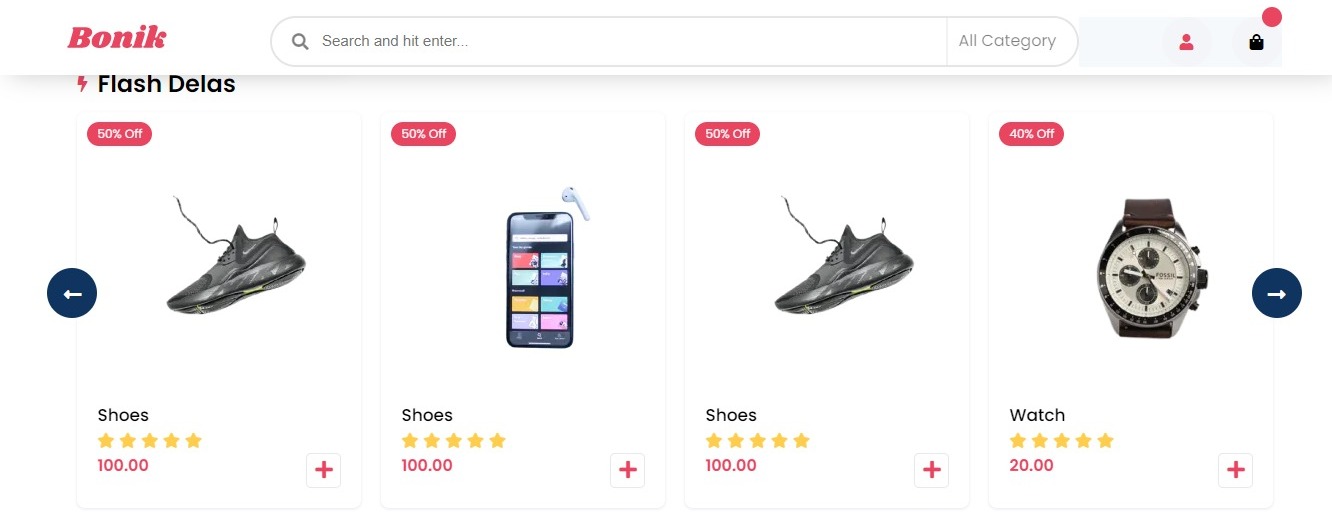 Bonik
Search and hit enter...
All Category
Flash Delas
50% Off
50% Off
50% Off
40% Off
FOSSIL
Shoes
Shoes
Shoes
Watch
100.00
100.00
100.00
20.00